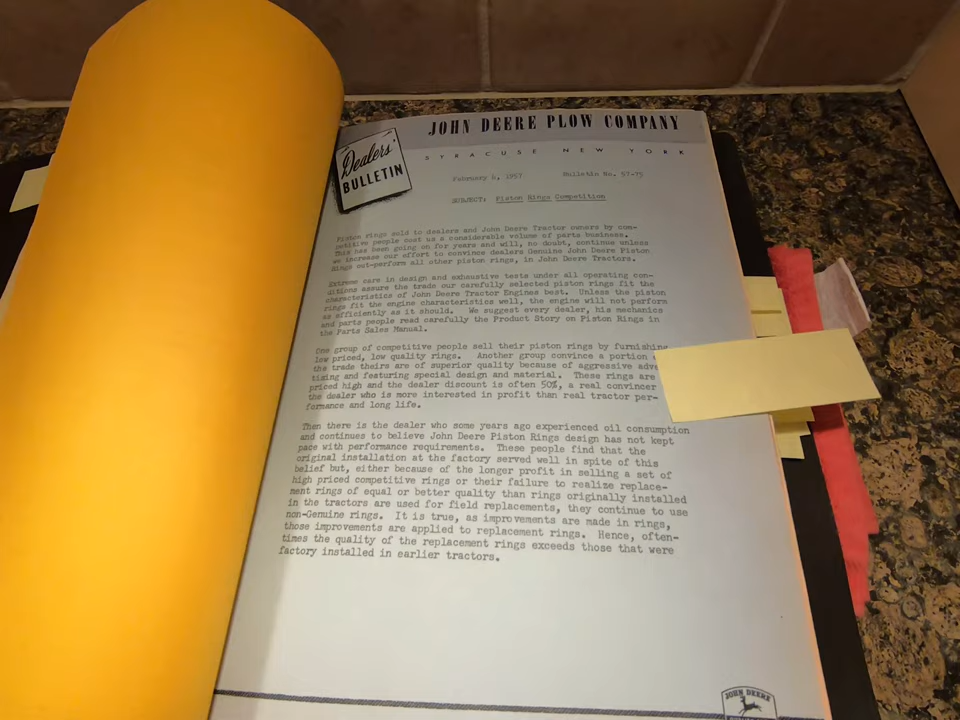 JOHN DEERE PLOW COMPANY
Dealers'
BULLETIN
SYRACUSE NEW YORK
February 6, 1957 Bulletin No. 57-75
SUBJECT: Piston Rings Competition
Piston rings sold to dealers and John Deere Tractor owners by com-
petitive people cost us a considerable volume of parts business.
This has been going on for years and will, no doubt, continue unless
we increase our effort to convince dealers Genuine John Deere Piston
Rings out-perform all other piston rings, in John Deere Tractors.
Extreme care in design and exhaustive tests under all operating con-
ditions assure the trade our carefully selected piston rings fit the
characteristics of John Deere Tractor Engines best. Unless the piston
rings fit the engine characteristics well, the engine will not perform
as efficiently as it should. We suggest every dealer, his mechanics
and parts people read carefully the Product Story on Piston Rings in
the Parts Sales Manual.
One group of competitive people sell their piston rings by furnishing
low priced, low quality rings. Another group convince a portion
the trade theirs are of superior quality because of aggressive adve
tising and featuring special design and material. These rings are
priced high and the dealer discount is often 50%, a real convincer
the dealer who is more interested in profit than real tractor per-
formance and long life.
Then there is the dealer who some years ago experienced oil consumption
and continues to believe John Deere Piston Rings design has not kept
pace with performance requirements. These people find that the
original installation at the factory served well in spite of this
belief but, either because of the longer profit in selling a set of
high priced competitive rings or their failure to realize replace-
ment rings of equal or better quality than rings originally installed
in the tractors are used for field replacements, they continue to use
non-Genuine rings. It is true, as improvements are made in rings,
those improvements are applied to replacement rings. Hence, often-
times the quality of the replacement rings exceeds those that were
factory installed in earlier tractors.
JOHN DEERE